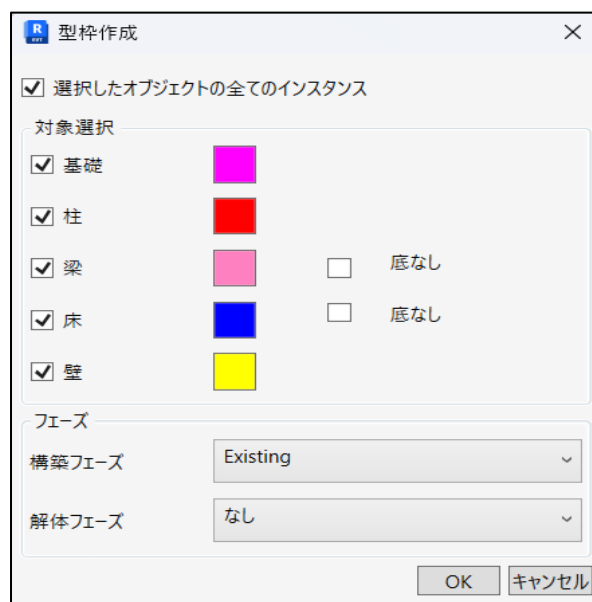 R
RVT
型枠作成
選択したオブジェクトの全てのインスタンス
対象選択
基礎
柱
梁 底なし
床 底なし
壁
フェーズ
構築フェーズ Existing
解体フェーズ なし
OK キャンセル